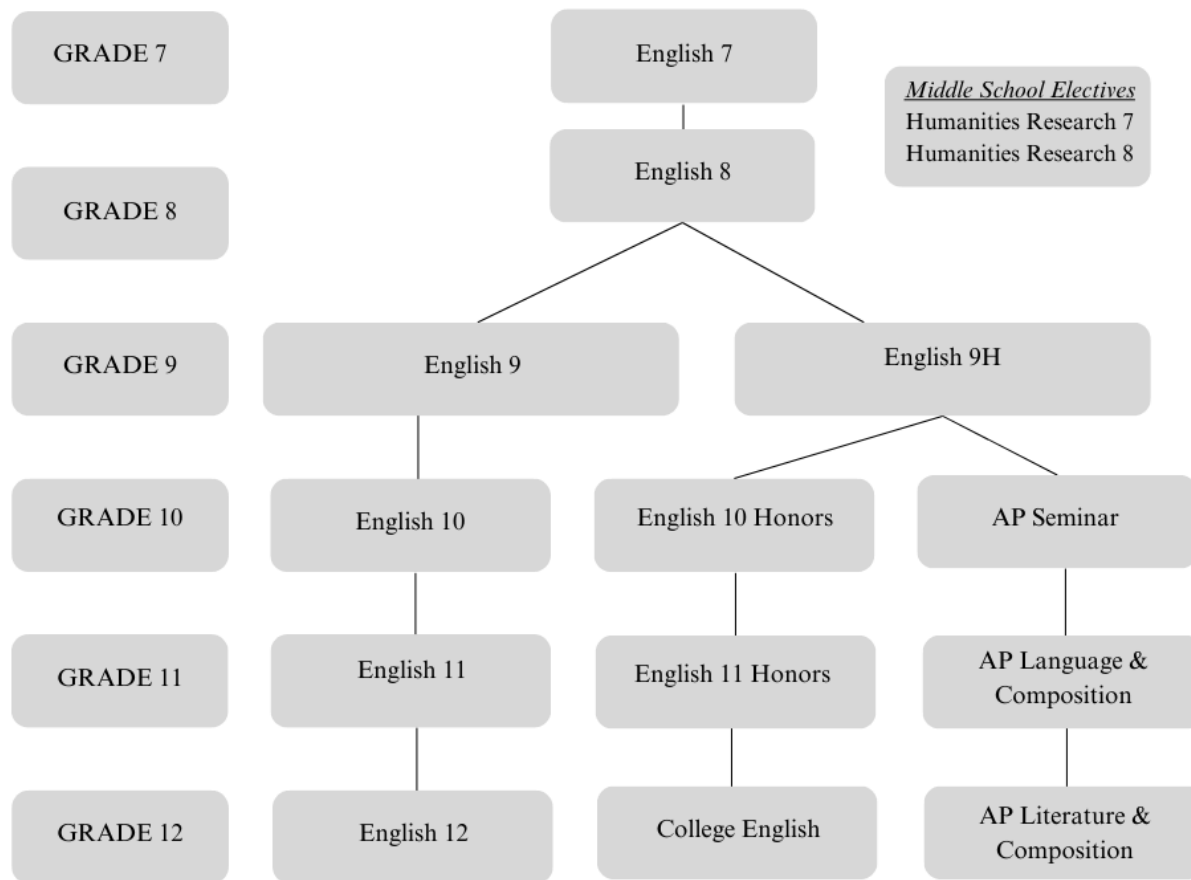 GRADE 7
English 7
Middle School Electives
Humanities Research 7
Humanities Research 8
English 8
GRADE 8
GRADE 9
English 9
English 9H
GRADE 10
English 10
English 10 Honors
AP Seminar
GRADE 11
English 11
English 11 Honors
AP Language &
Composition
GRADE 12
English 12
College English
AP Literature &
Composition